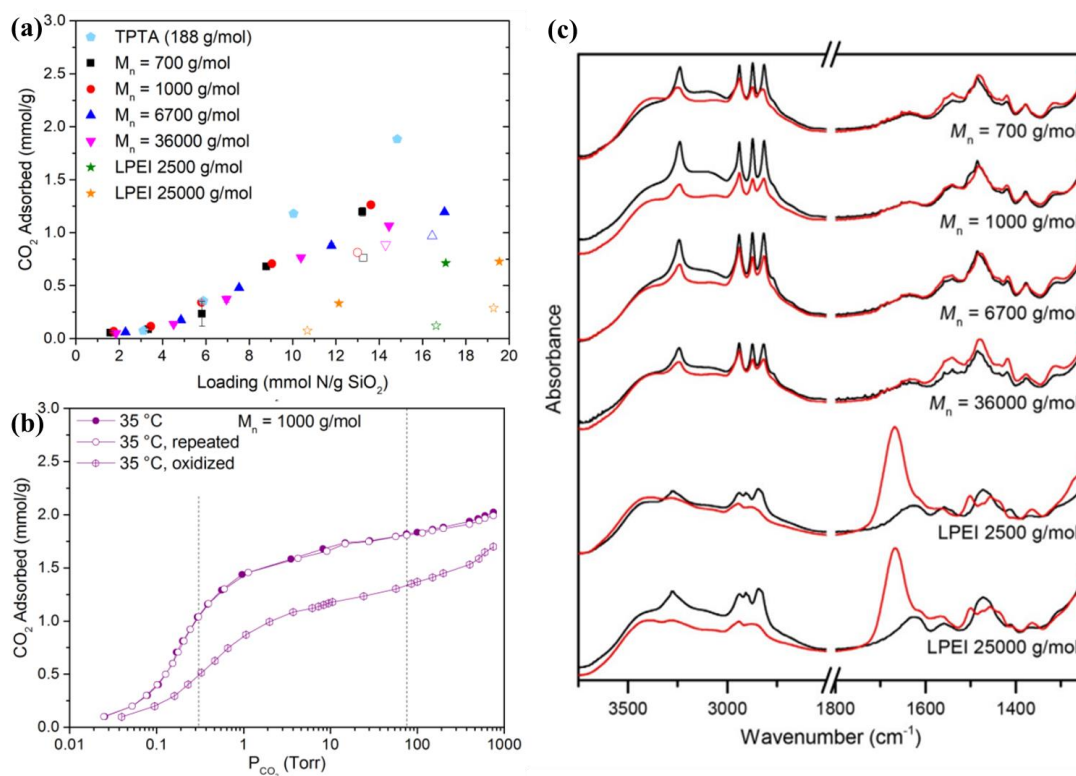 (a)
TPTA (188 g/mol)
Mn = 700 g/mol
Mn = 1000 g/mol
Mn = 6700 g/mol
Mn = 36000 g/mol
LPEI 2500 g/mol
LPEI 25000 g/mol
CO2 Adsorbed (mmol/g)
3.0
2.5
2.0
1.5
1.0
0.5
0.0
0 2 4 6 8 10 12 14 16 18 20
Loading (mmol N/g SiO2)
(b)
35 °C
35 °C, repeated
35 °C, oxidized
Mn = 1000 g/mol
CO2 Adsorbed (mmol/g)
3.0
2.5
2.0
1.5
1.0
0.5
0.0
0.01 0.1 1 10 100 1000
PCO2 (Torr)
(c)
Mn = 700 g/mol
Mn = 1000 g/mol
Mn = 6700 g/mol
Mn = 36000 g/mol
LPEI 2500 g/mol
LPEI 25000 g/mol
Absorbance
3500 3000 1800 1600 1400
Wavenumber (cm-1)